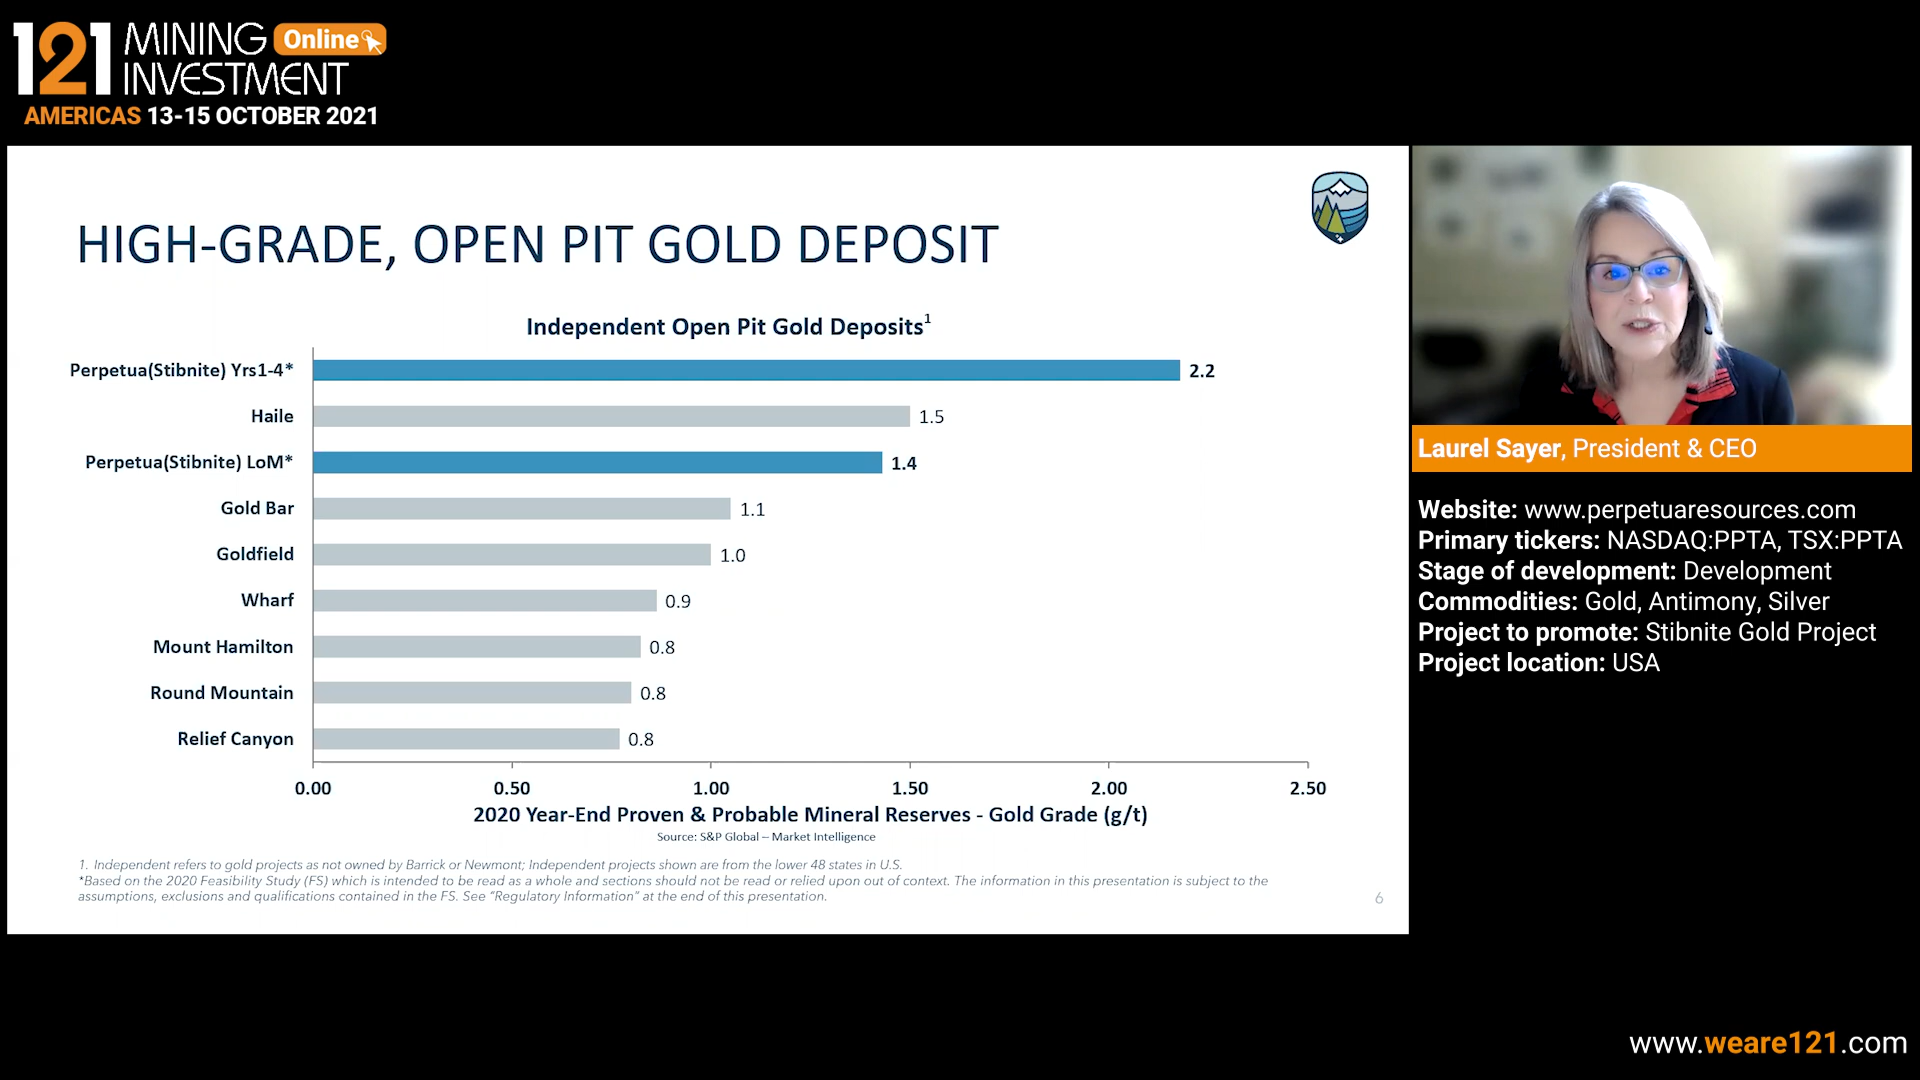 121 MINING Online
INVESTMENT
AMERICAS 13-15 OCTOBER 2021
HIGH-GRADE, OPEN PIT GOLD DEPOSIT
Independent Open Pit Gold Deposits¹
Perpetua(Stibnite) Yrs1-4* 2.2
Haile 1.5
Perpetua(Stibnite) LoM* 1.4
Gold Bar 1.1
Goldfield 1.0
Wharf 0.9
Mount Hamilton 0.8
Round Mountain 0.8
Relief Canyon 0.8
0.00 0.50 1.00 1.50 2.00 2.50
2020 Year-End Proven & Probable Mineral Reserves - Gold Grade (g/t)
Source: S&P Global – Market Intelligence
1. Independent refers to gold projects as not owned by Barrick or Newmont; Independent projects shown are from the lower 48 states in U.S.
*Based on the 2020 Feasibility Study (FS) which is intended to be read as a whole and sections should not be read or relied upon out of context. The information in this presentation is subject to the
assumptions, exclusions and qualifications contained in the FS. See “Regulatory Information” at the end of this presentation.
6
Laurel Sayer, President & CEO
Website: www.perpetuaresources.com
Primary tickers: NASDAQ:PPTA, TSX:PPTA
Stage of development: Development
Commodities: Gold, Antimony, Silver
Project to promote: Stibnite Gold Project
Project location: USA
www.weare121.com